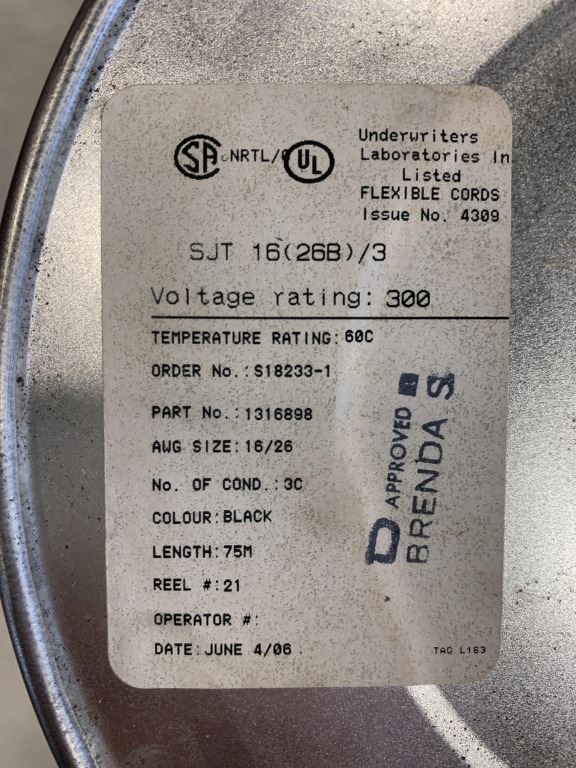 SA NRTL/C UL
Underwriters
Laboratories In
Listed
FLEXIBLE CORDS
Issue No. 4309
SJT 16(26B)/3
Voltage rating: 300
TEMPERATURE RATING: 60C
ORDER No.: S18233-1
PART No.: 1316898
AWG SIZE: 16/26
No. OF COND.: 3C
COLOUR: BLACK
LENGTH: 75M
REEL #: 21
OPERATOR #:
DATE: JUNE 4/06
TAG L163
D APPROVED
BRENDA S